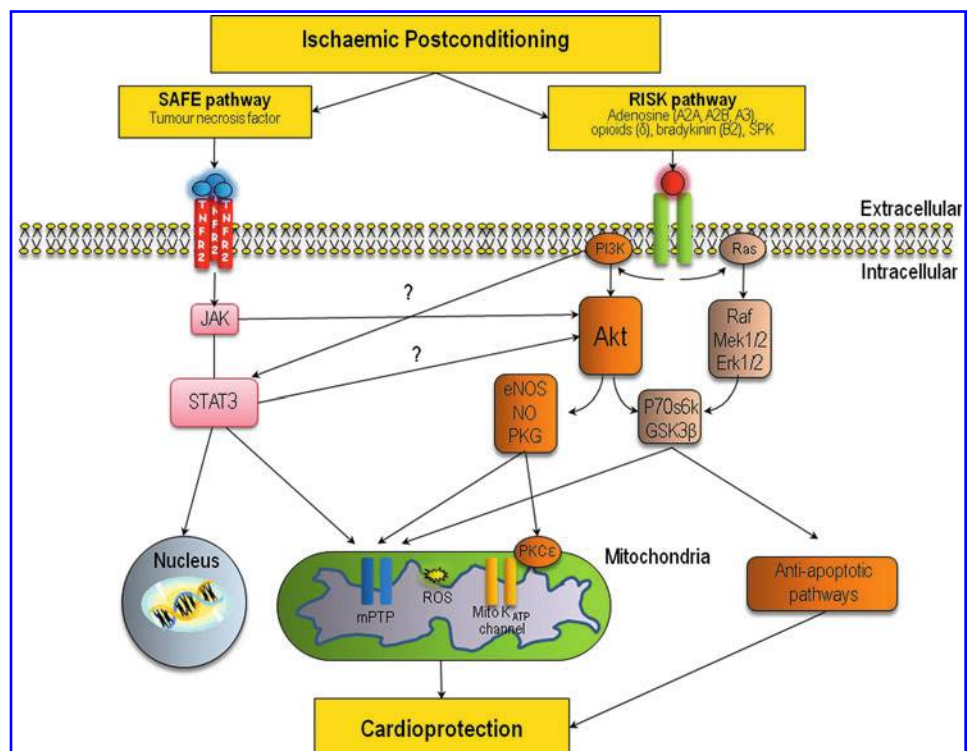 Ischaemic Postconditioning
SAFE pathway
Tumour necrosis factor
RISK pathway
Adenosine (A2A, A2B, A3),
opioids (δ), bradykinin (B2), SPK
TNFR2
TNFR2
TNFR2
Extracellular
Intracellular
PI3K
Ras
?
JAK
Akt
Raf
Mek1/2
Erk1/2
?
STAT3
eNOS
NO
PKG
P70s6k
GSK3β
Nucleus
PKCε
Mitochondria
ROS
mPTP
Mito KATP
channel
Anti-apoptotic
pathways
Cardioprotection